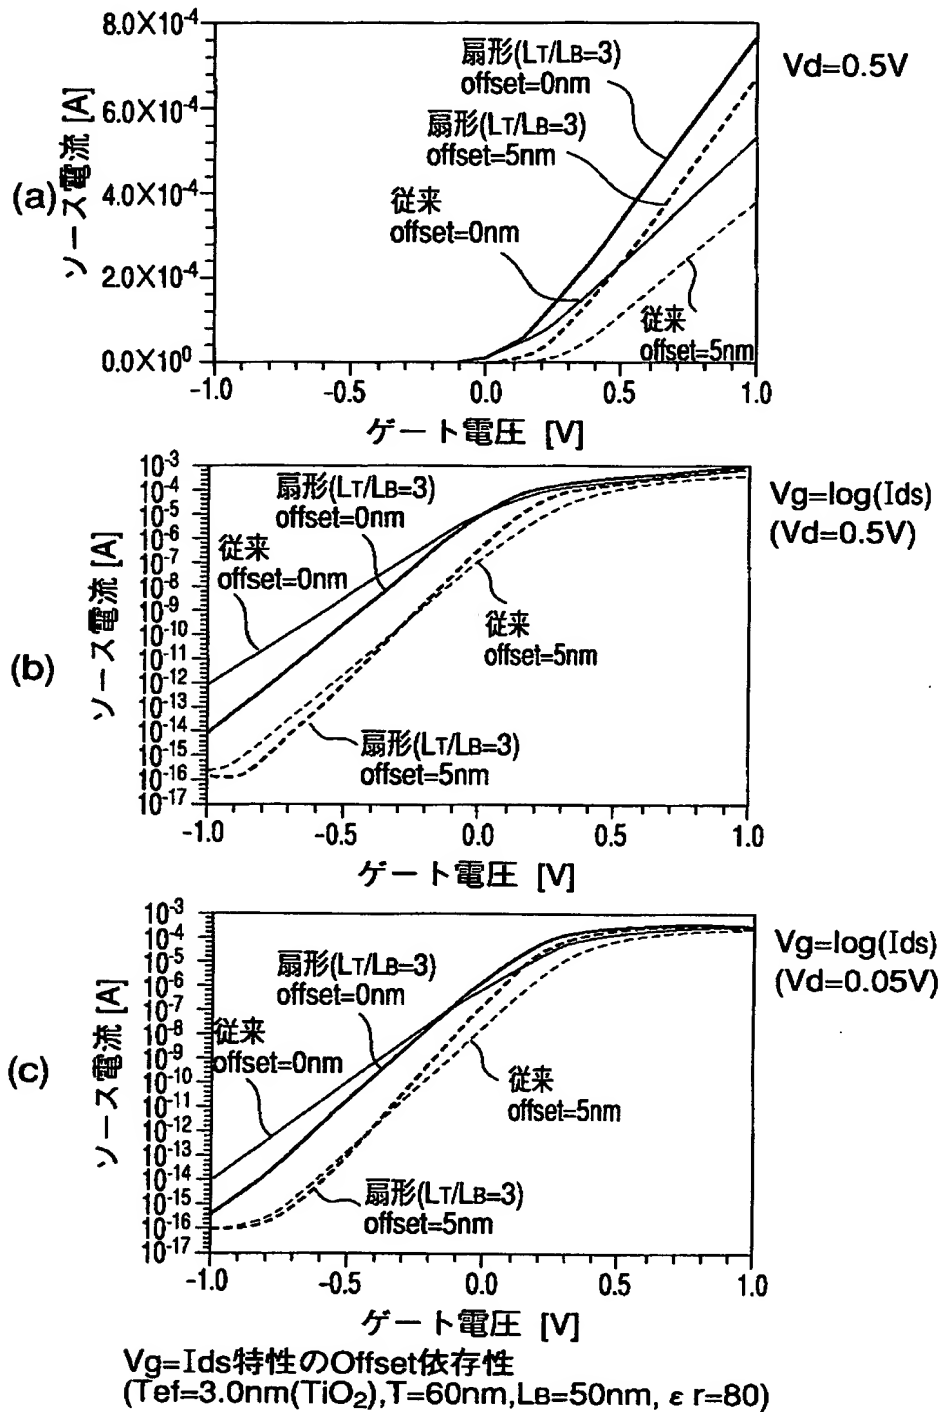 (a)
ソース電流 [A]
8.0X10-4
6.0X10-4
4.0X10-4
2.0X10-4
0.0X100
扇形(LT/LB=3)
offset=0nm
扇形(LT/LB=3)
offset=5nm
従来
offset=0nm
従来
offset=5nm
Vd=0.5V
-1.0
-0.5
0.0
0.5
1.0
ゲート電圧 [V]
(b)
ソース電流 [A]
10-3
10-4
10-5
10-6
10-7
10-8
10-9
10-10
10-11
10-12
10-13
10-14
10-15
10-16
10-17
扇形(LT/LB=3)
offset=0nm
従来
offset=0nm
従来
offset=5nm
扇形(LT/LB=3)
offset=5nm
Vg=log(Ids)
(Vd=0.5V)
-1.0
-0.5
0.0
0.5
1.0
ゲート電圧 [V]
(c)
ソース電流 [A]
10-3
10-4
10-5
10-6
10-7
10-8
10-9
10-10
10-11
10-12
10-13
10-14
10-15
10-16
10-17
扇形(LT/LB=3)
offset=0nm
従来
offset=0nm
従来
offset=5nm
扇形(LT/LB=3)
offset=5nm
Vg=log(Ids)
(Vd=0.05V)
-1.0
-0.5
0.0
0.5
1.0
ゲート電圧 [V]
Vg=Ids特性のOffset依存性
(Tef=3.0nm(TiO2),T=60nm,LB=50nm, ε r=80)